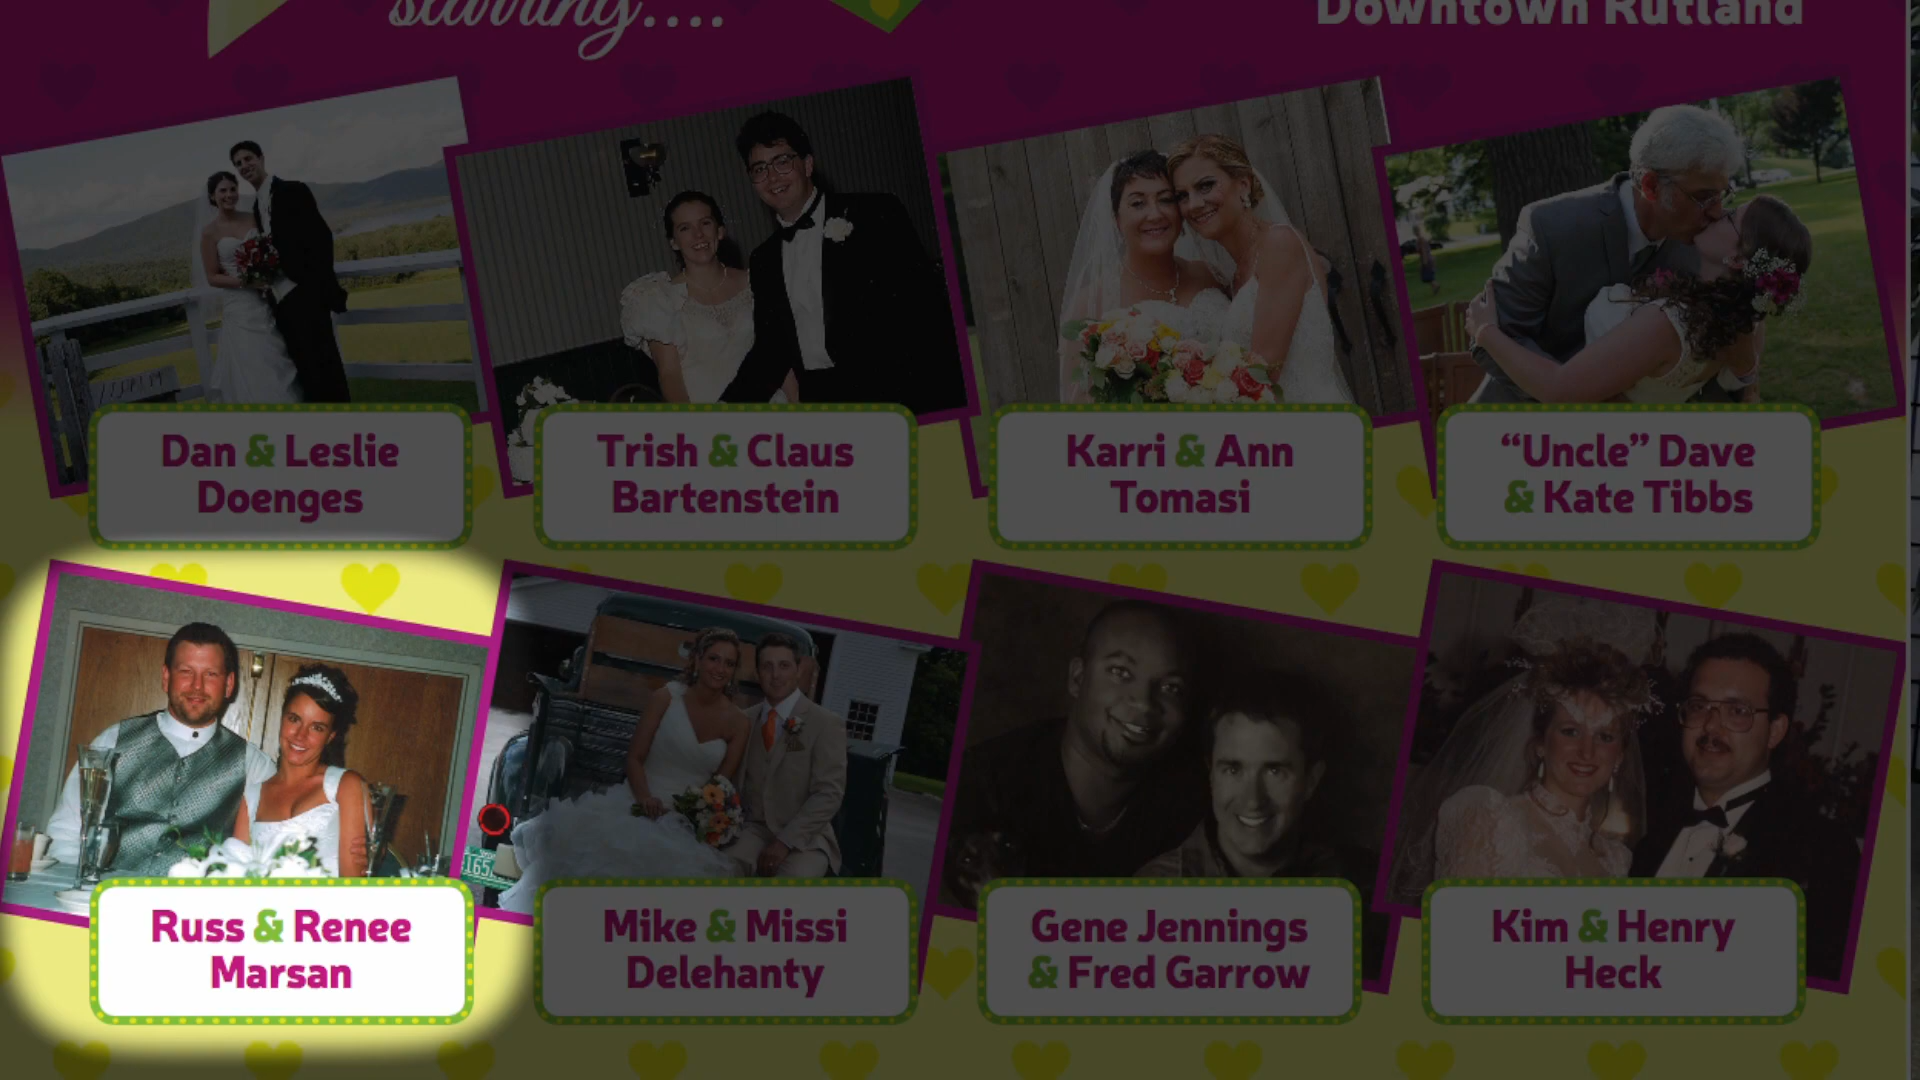 starring....
Downtown Rutland
Dan & Leslie
Doenges
Trish & Claus
Bartenstein
Karri & Ann
Tomasi
“Uncle” Dave
& Kate Tibbs
Russ & Renee
Marsan
Mike & Missi
Delehanty
Gene Jennings
& Fred Garrow
Kim & Henry
Heck